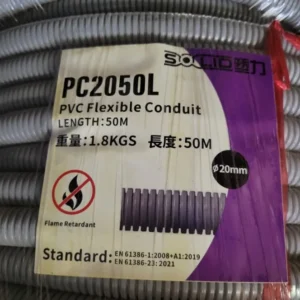 PC2050L
PVC Flexible Conduit
LENGTH:50M
重量:1.8KGS 長度:50M
Φ20mm
Flame Retardant
Standard: EN 61386-1:2008+A1:2019
EN 61386-23: 2021